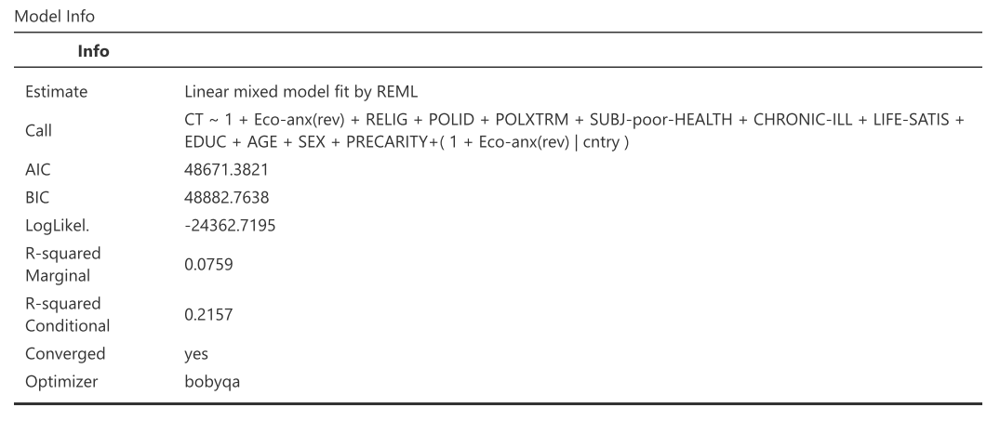 Model Info
Info
Estimate Linear mixed model fit by REML
Call CT ~ 1 + Eco-anx(rev) + RELIG + POLID + POLXTRM + SUBJ-poor-HEALTH + CHRONIC-ILL + LIFE-SATIS +
EDUC + AGE + SEX + PRECARITY+( 1 + Eco-anx(rev) | cntry )
AIC 48671.3821
BIC 48882.7638
LogLikel. -24362.7195
R-squared
Marginal 0.0759
R-squared
Conditional 0.2157
Converged yes
Optimizer bobyqa